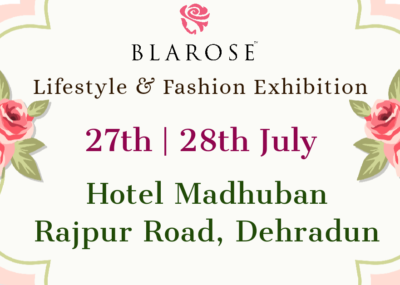 BLAROSE™
Lifestyle & Fashion Exhibition
27th | 28th July
Hotel Madhuban
Rajpur Road, Dehradun